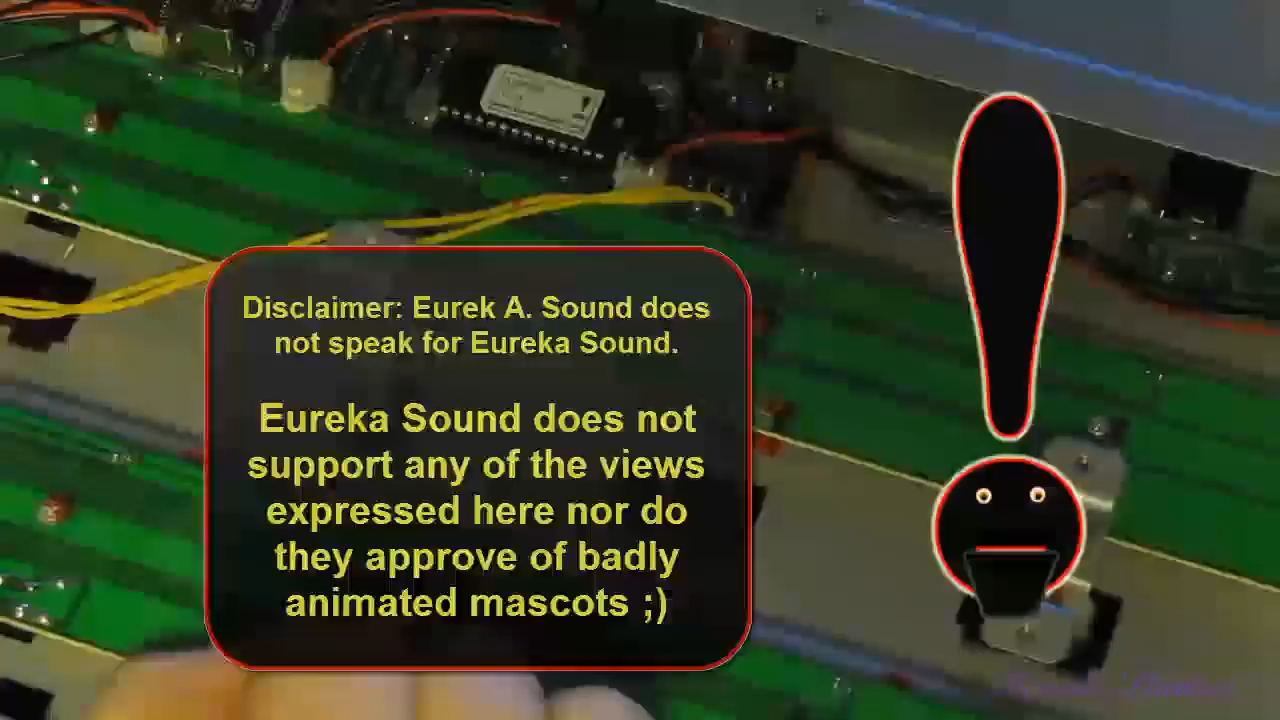 Disclaimer: Eurek A. Sound does
not speak for Eureka Sound.
Eureka Sound does not
support any of the views
expressed here nor do
they approve of badly
animated mascots ;)